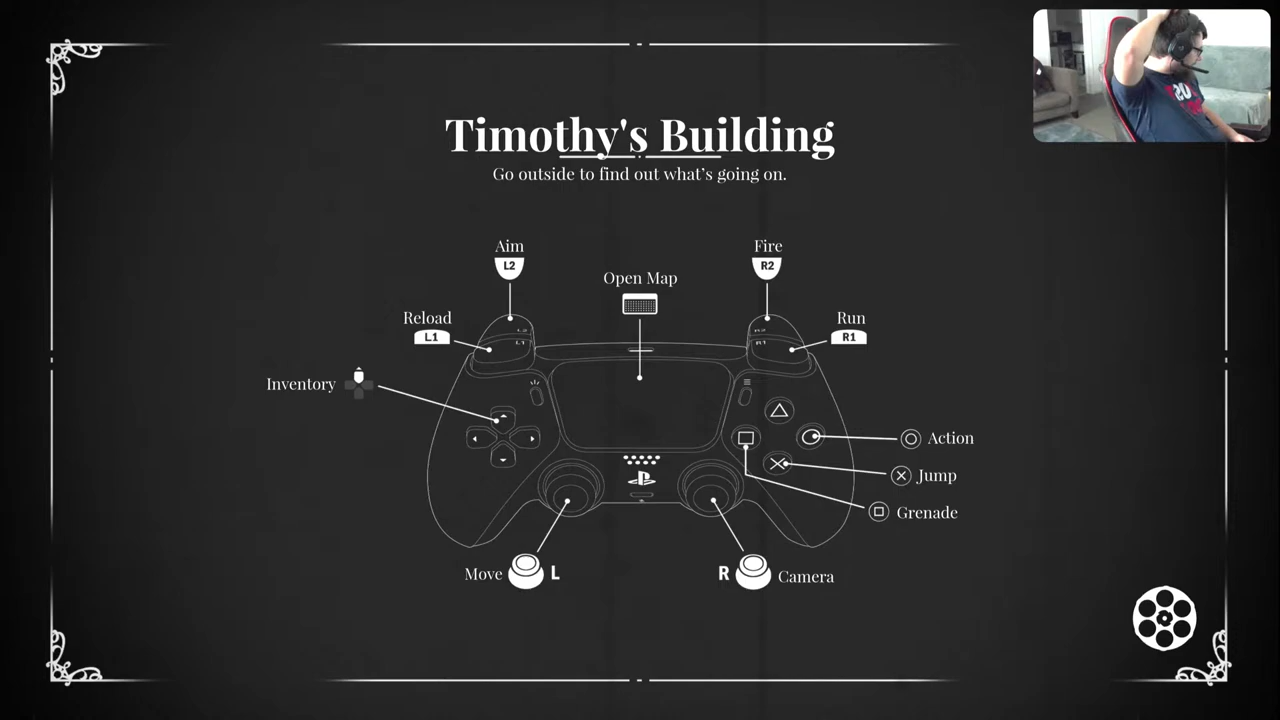 Timothy's Building
Go outside to find out what's going on.
Aim
L2
Fire
R2
Open Map
Reload
L1
Run
R1
Inventory
Action
Jump
Grenade
Move
L
R
Camera